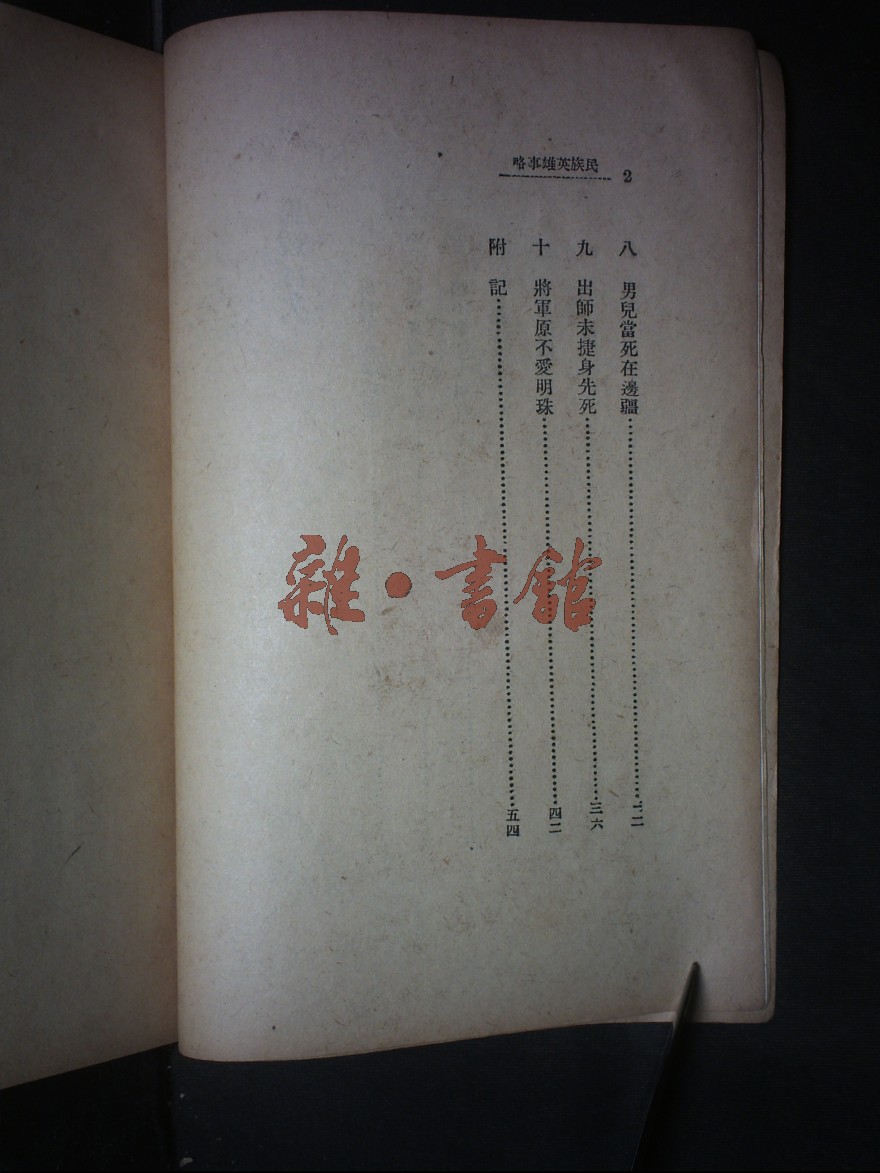 民族英雄事略
2
八 男兒當死在邊疆
九 出師未捷身先死……三六
十 將軍原不愛明珠……四二
附 記……五四
雜·書館